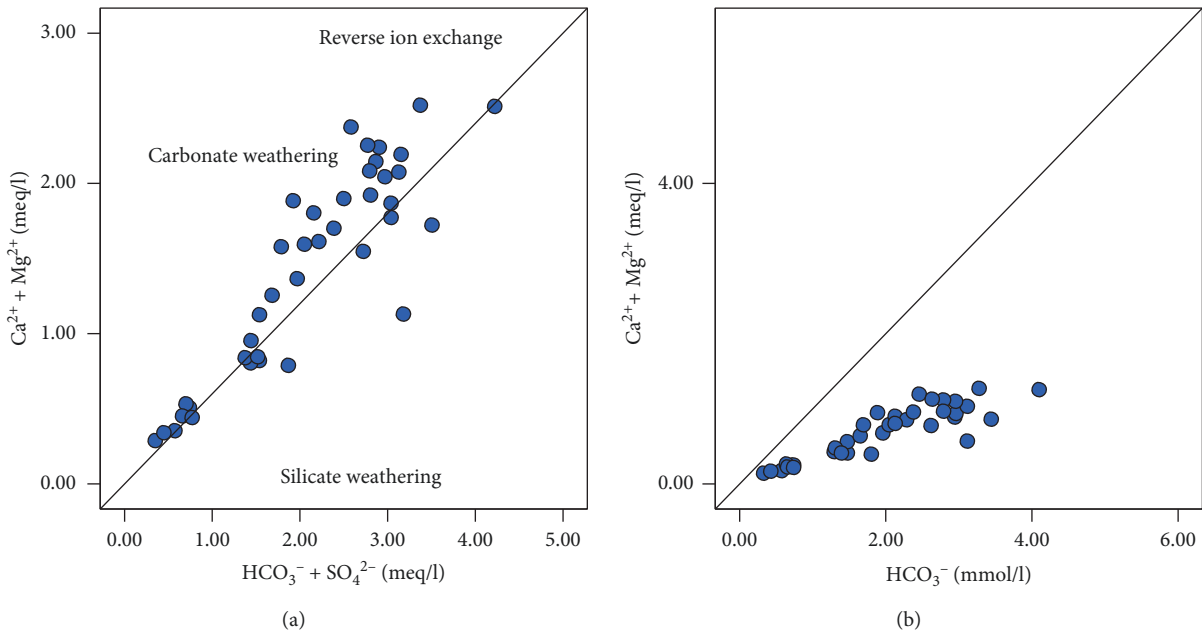 3.00
2.00
1.00
0.00
Ca²⁺ + Mg²⁺ (meq/l)
Reverse ion exchange
Carbonate weathering
Silicate weathering
0.00 1.00 2.00 3.00 4.00 5.00
HCO₃⁻ + SO₄²⁻ (meq/l)
(a)
4.00
0.00
Ca²⁺+ Mg²⁺ (meq/l)
0.00 2.00 4.00 6.00
HCO₃⁻ (mmol/l)
(b)